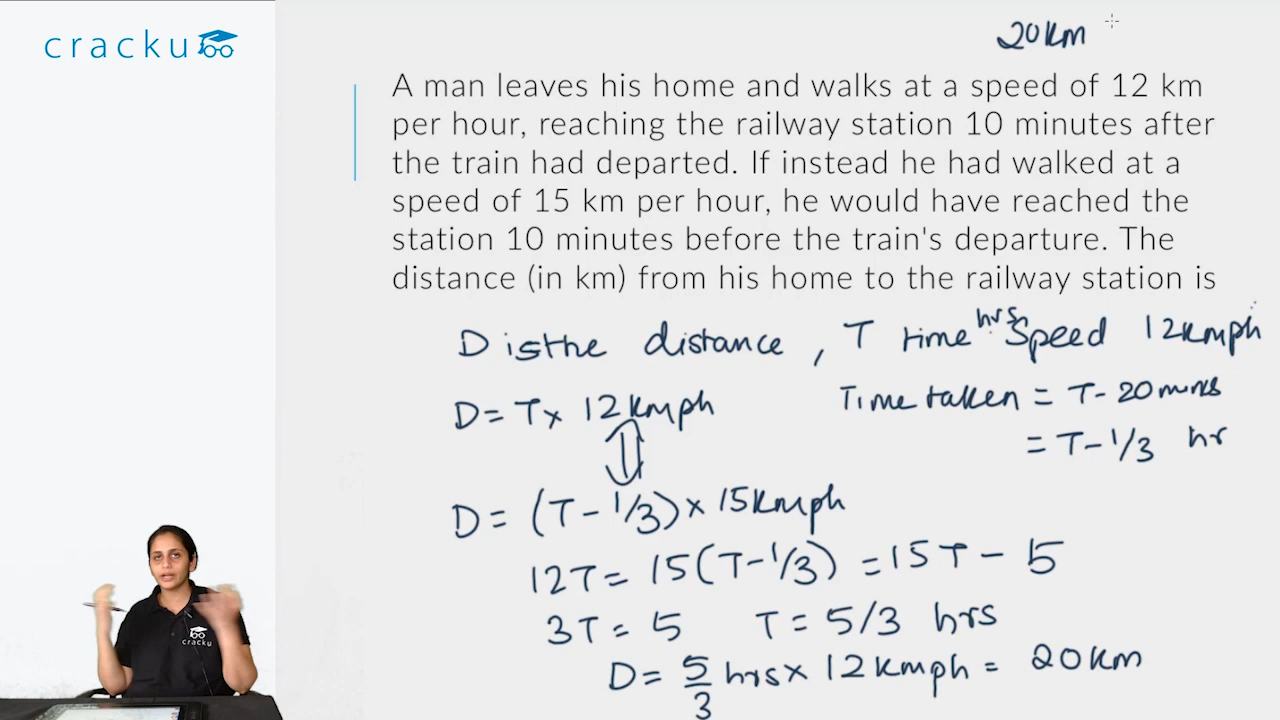 cracku
20km
A man leaves his home and walks at a speed of 12 km
per hour, reaching the railway station 10 minutes after
the train had departed. If instead he had walked at a
speed of 15 km per hour, he would have reached the
station 10 minutes before the train's departure. The
distance (in km) from his home to the railway station is
D is the distance, T time hrs Speed 12kmph
D = T x 12kmph Time taken = T - 20 mins
= T - 1/3 hr
D = (T - 1/3) x 15kmph
12T = 15(T - 1/3) = 15T - 5
3T = 5 T = 5/3 hrs
D = 5/3 hrs x 12kmph = 20km
cracku